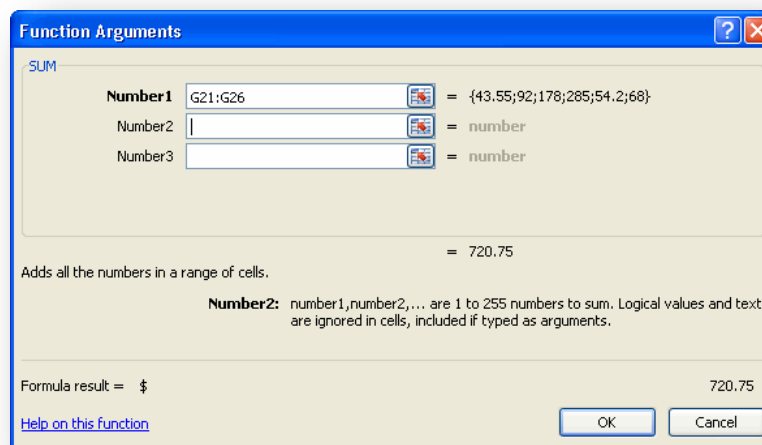 Function Arguments
SUM
Number1 G21:G26 = {43.55;92;178;285;54.2;68}
Number2 = number
Number3 = number
= 720.75
Adds all the numbers in a range of cells.
Number2: number1,number2,... are 1 to 255 numbers to sum. Logical values and text
are ignored in cells, included if typed as arguments.
Formula result = $ 720.75
Help on this function OK Cancel